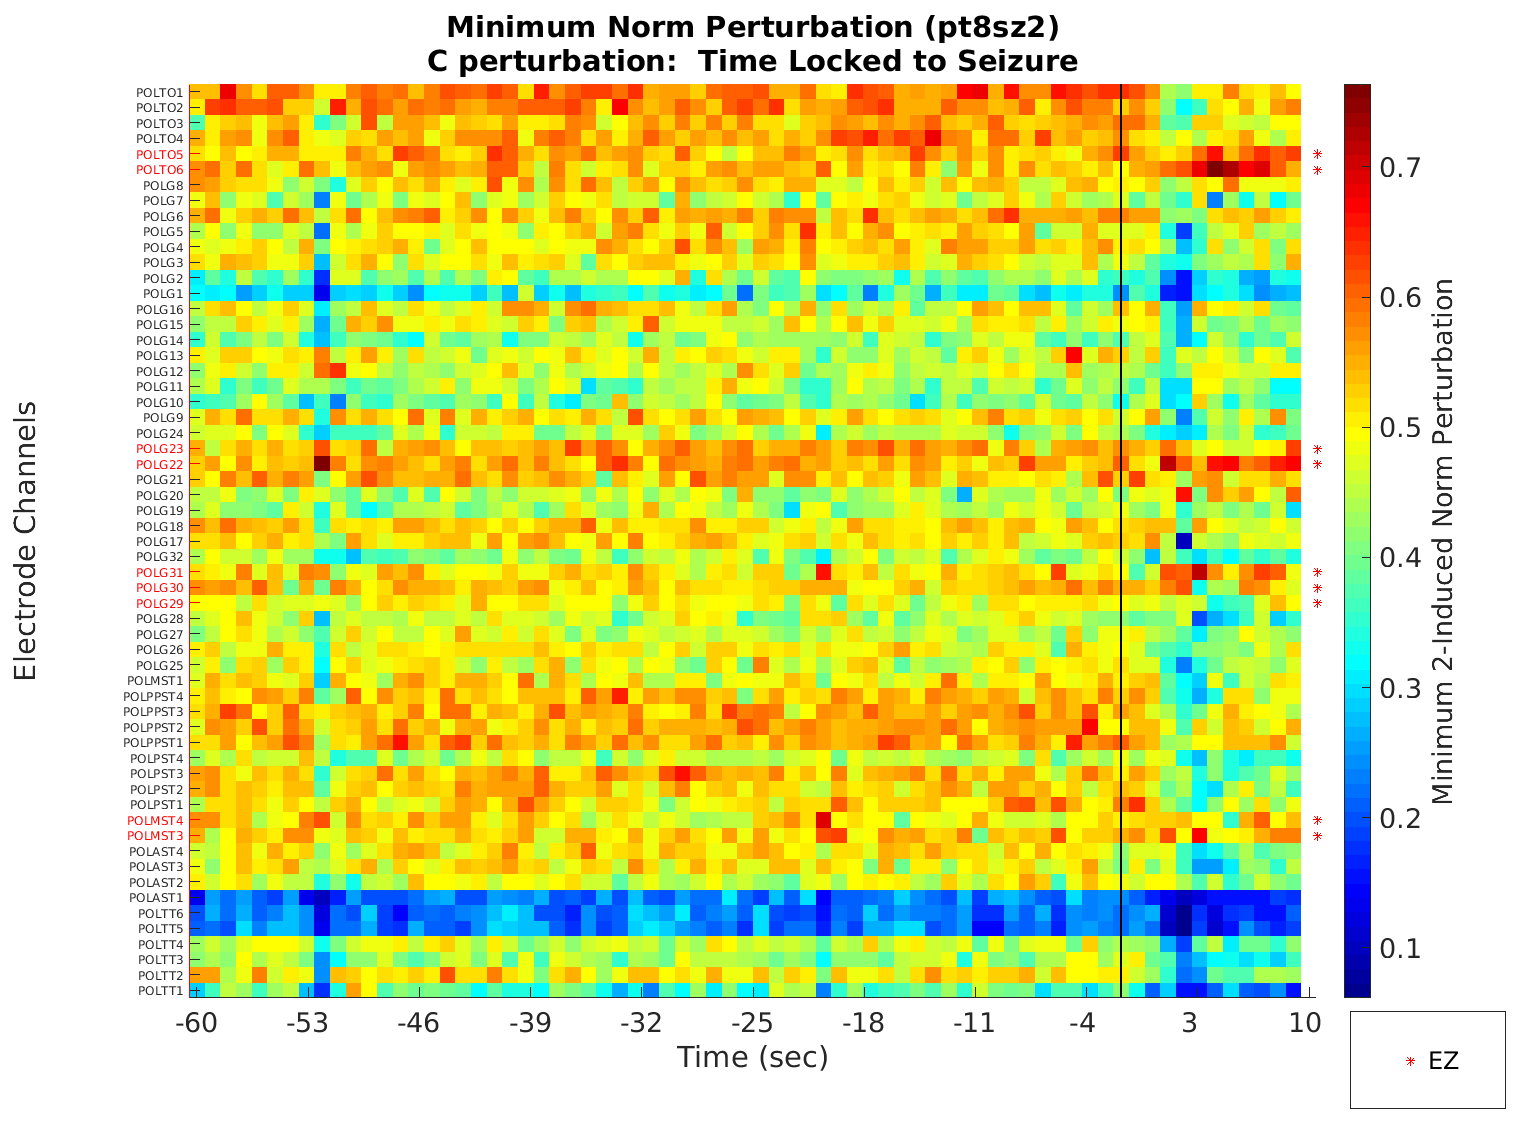 Minimum Norm Perturbation (pt8sz2)
C perturbation:  Time Locked to Seizure
Electrode Channels
POLTO1
POLTO2
POLTO3
POLTO4
POLTO5
POLTO6
POLG8
POLG7
POLG6
POLG5
POLG4
POLG3
POLG2
POLG1
POLG16
POLG15
POLG14
POLG13
POLG12
POLG11
POLG10
POLG9
POLG24
POLG23
POLG22
POLG21
POLG20
POLG19
POLG18
POLG17
POLG32
POLG31
POLG30
POLG29
POLG28
POLG27
POLG26
POLG25
POLMST1
POLPPST4
POLPPST3
POLPPST2
POLPPST1
POLPST4
POLPST3
POLPST2
POLPST1
POLMST4
POLMST3
POLAST4
POLAST3
POLAST2
POLAST1
POLTT6
POLTT5
POLTT4
POLTT3
POLTT2
POLTT1
-60 -53 -46 -39 -32 -25 -18 -11 -4 3 10
Time (sec)
0.7
0.6
0.5
0.4
0.3
0.2
0.1
Minimum 2-Induced Norm Perturbation
EZ